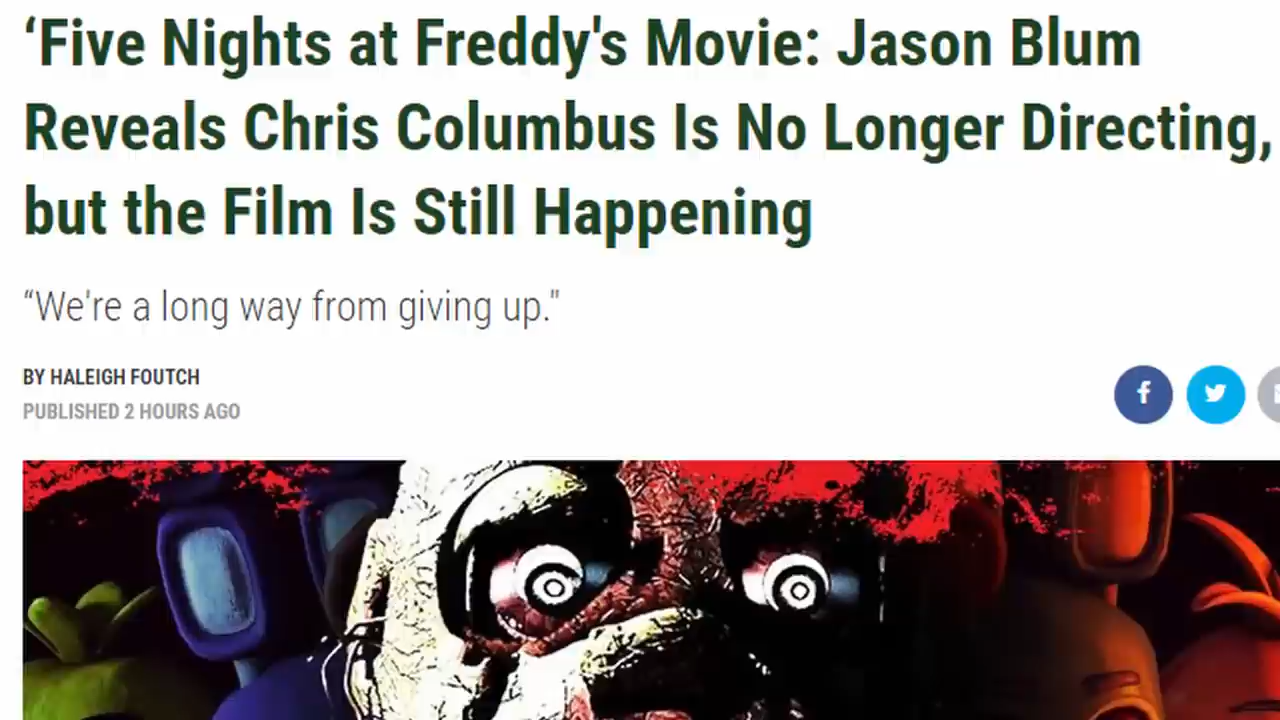 ‘Five Nights at Freddy's Movie: Jason Blum
Reveals Chris Columbus Is No Longer Directing,
but the Film Is Still Happening
“We're a long way from giving up."
BY HALEIGH FOUTCH
PUBLISHED 2 HOURS AGO